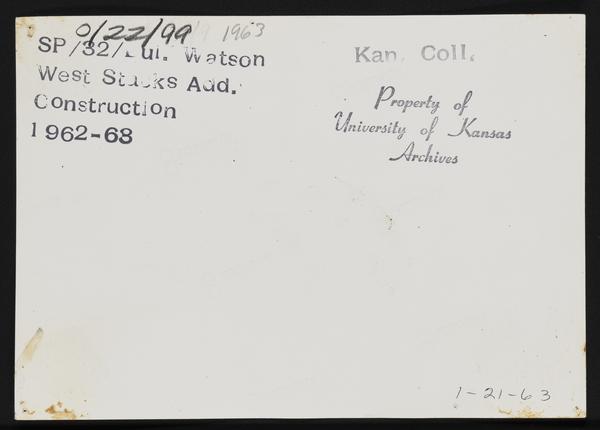 0/22/99 1963
SP/32/Bul. Watson
West Stacks Add.
Construction
1962-68
Kan. Coll.
Property of
University of Kansas
Archives
1-21-63